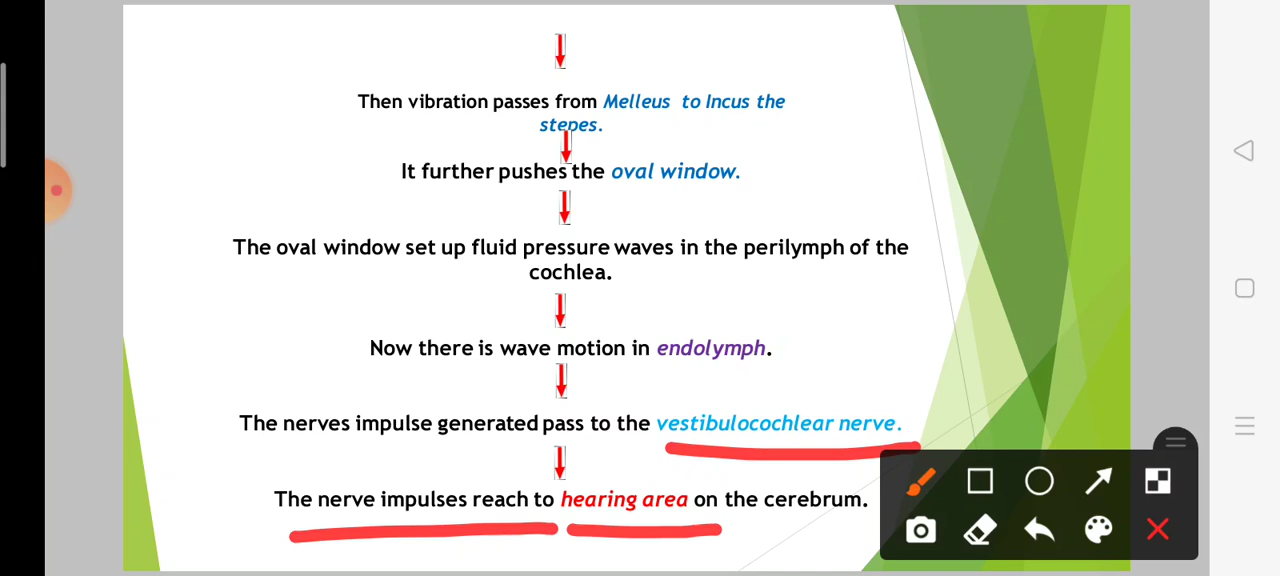 Then vibration passes from Melleus to Incus the
stepes.
It further pushes the oval window.
The oval window set up fluid pressure waves in the perilymph of the
cochlea.
Now there is wave motion in endolymph.
The nerves impulse generated pass to the vestibulocochlear nerve.
The nerve impulses reach to hearing area on the cerebrum.